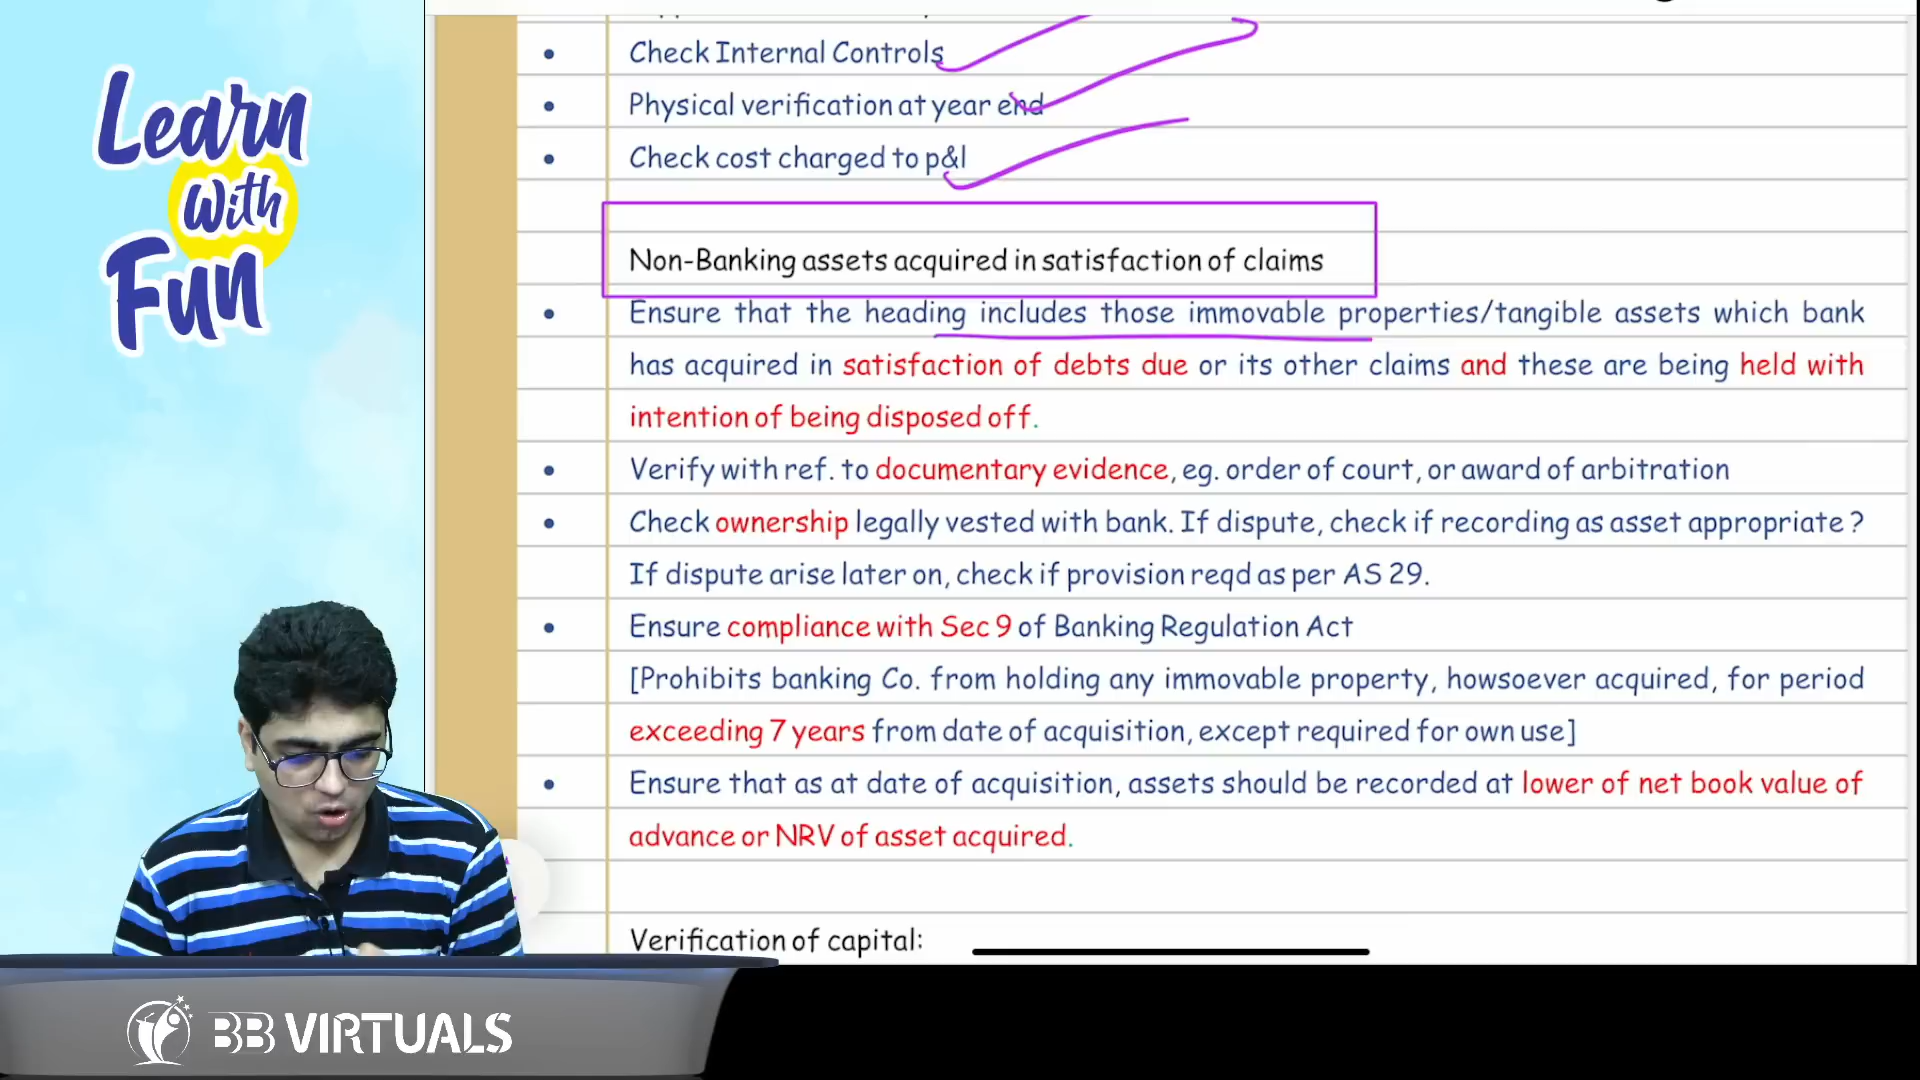 Learn
With
Fun
• Check Internal Controls
• Physical verification at year end
• Check cost charged to p&l
Non-Banking assets acquired in satisfaction of claims
• Ensure that the heading includes those immovable properties/tangible assets which bank
has acquired in satisfaction of debts due or its other claims and these are being held with
intention of being disposed off.
• Verify with ref. to documentary evidence, eg. order of court, or award of arbitration
• Check ownership legally vested with bank. If dispute, check if recording as asset appropriate ?
If dispute arise later on, check if provision reqd as per AS 29.
• Ensure compliance with Sec 9 of Banking Regulation Act
[Prohibits banking Co. from holding any immovable property, howsoever acquired, for period
exceeding 7 years from date of acquisition, except required for own use]
• Ensure that as at date of acquisition, assets should be recorded at lower of net book value of
advance or NRV of asset acquired.
Verification of capital:
BB VIRTUALS